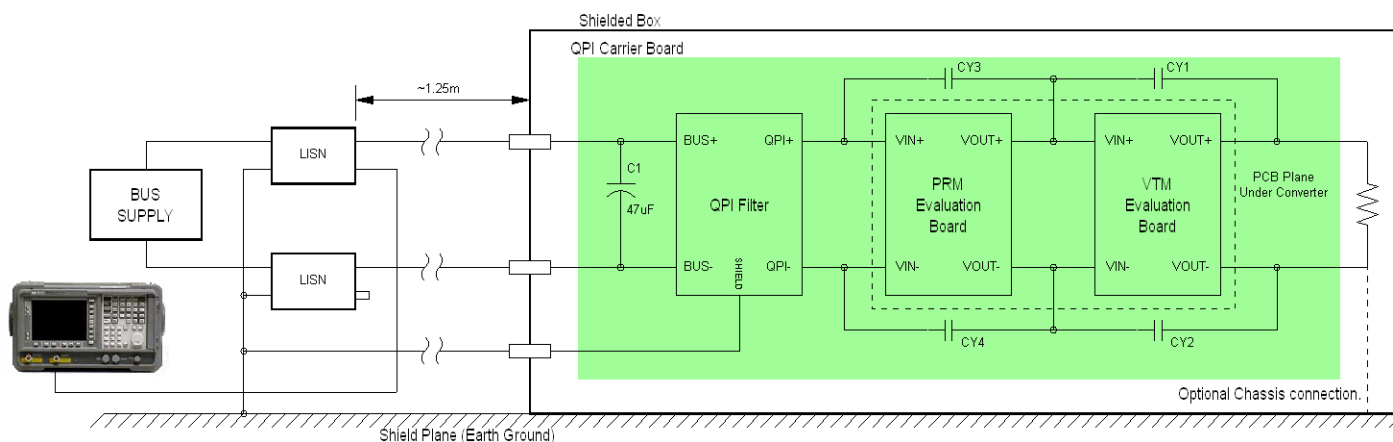 Shielded Box
QPI Carrier Board
~1.25m
CY3
CY1
LISN
BUS+
QPI+
VIN+
VOUT+
VIN+
VOUT+
C1
47uF
BUS
SUPPLY
QPI Filter
PRM
Evaluation
Board
VTM
Evaluation
Board
PCB Plane
Under Converter
LISN
BUS-
SHIELD
QPI-
VIN-
VOUT-
VIN-
VOUT-
CY4
CY2
Optional Chassis connection.
Shield Plane (Earth Ground)